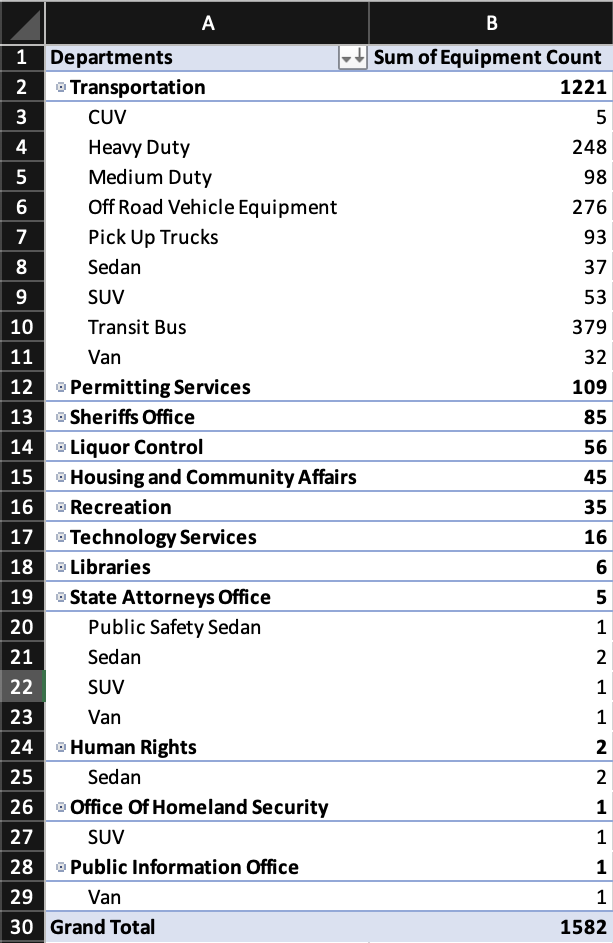 A B
1 Departments Sum of Equipment Count
2 Transportation 1221
3 CUV 5
4 Heavy Duty 248
5 Medium Duty 98
6 Off Road Vehicle Equipment 276
7 Pick Up Trucks 93
8 Sedan 37
9 SUV 53
10 Transit Bus 379
11 Van 32
12 Permitting Services 109
13 Sheriffs Office 85
14 Liquor Control 56
15 Housing and Community Affairs 45
16 Recreation 35
17 Technology Services 16
18 Libraries 6
19 State Attorneys Office 5
20 Public Safety Sedan 1
21 Sedan 2
22 SUV 1
23 Van 1
24 Human Rights 2
25 Sedan 2
26 Office Of Homeland Security 1
27 SUV 1
28 Public Information Office 1
29 Van 1
30 Grand Total 1582